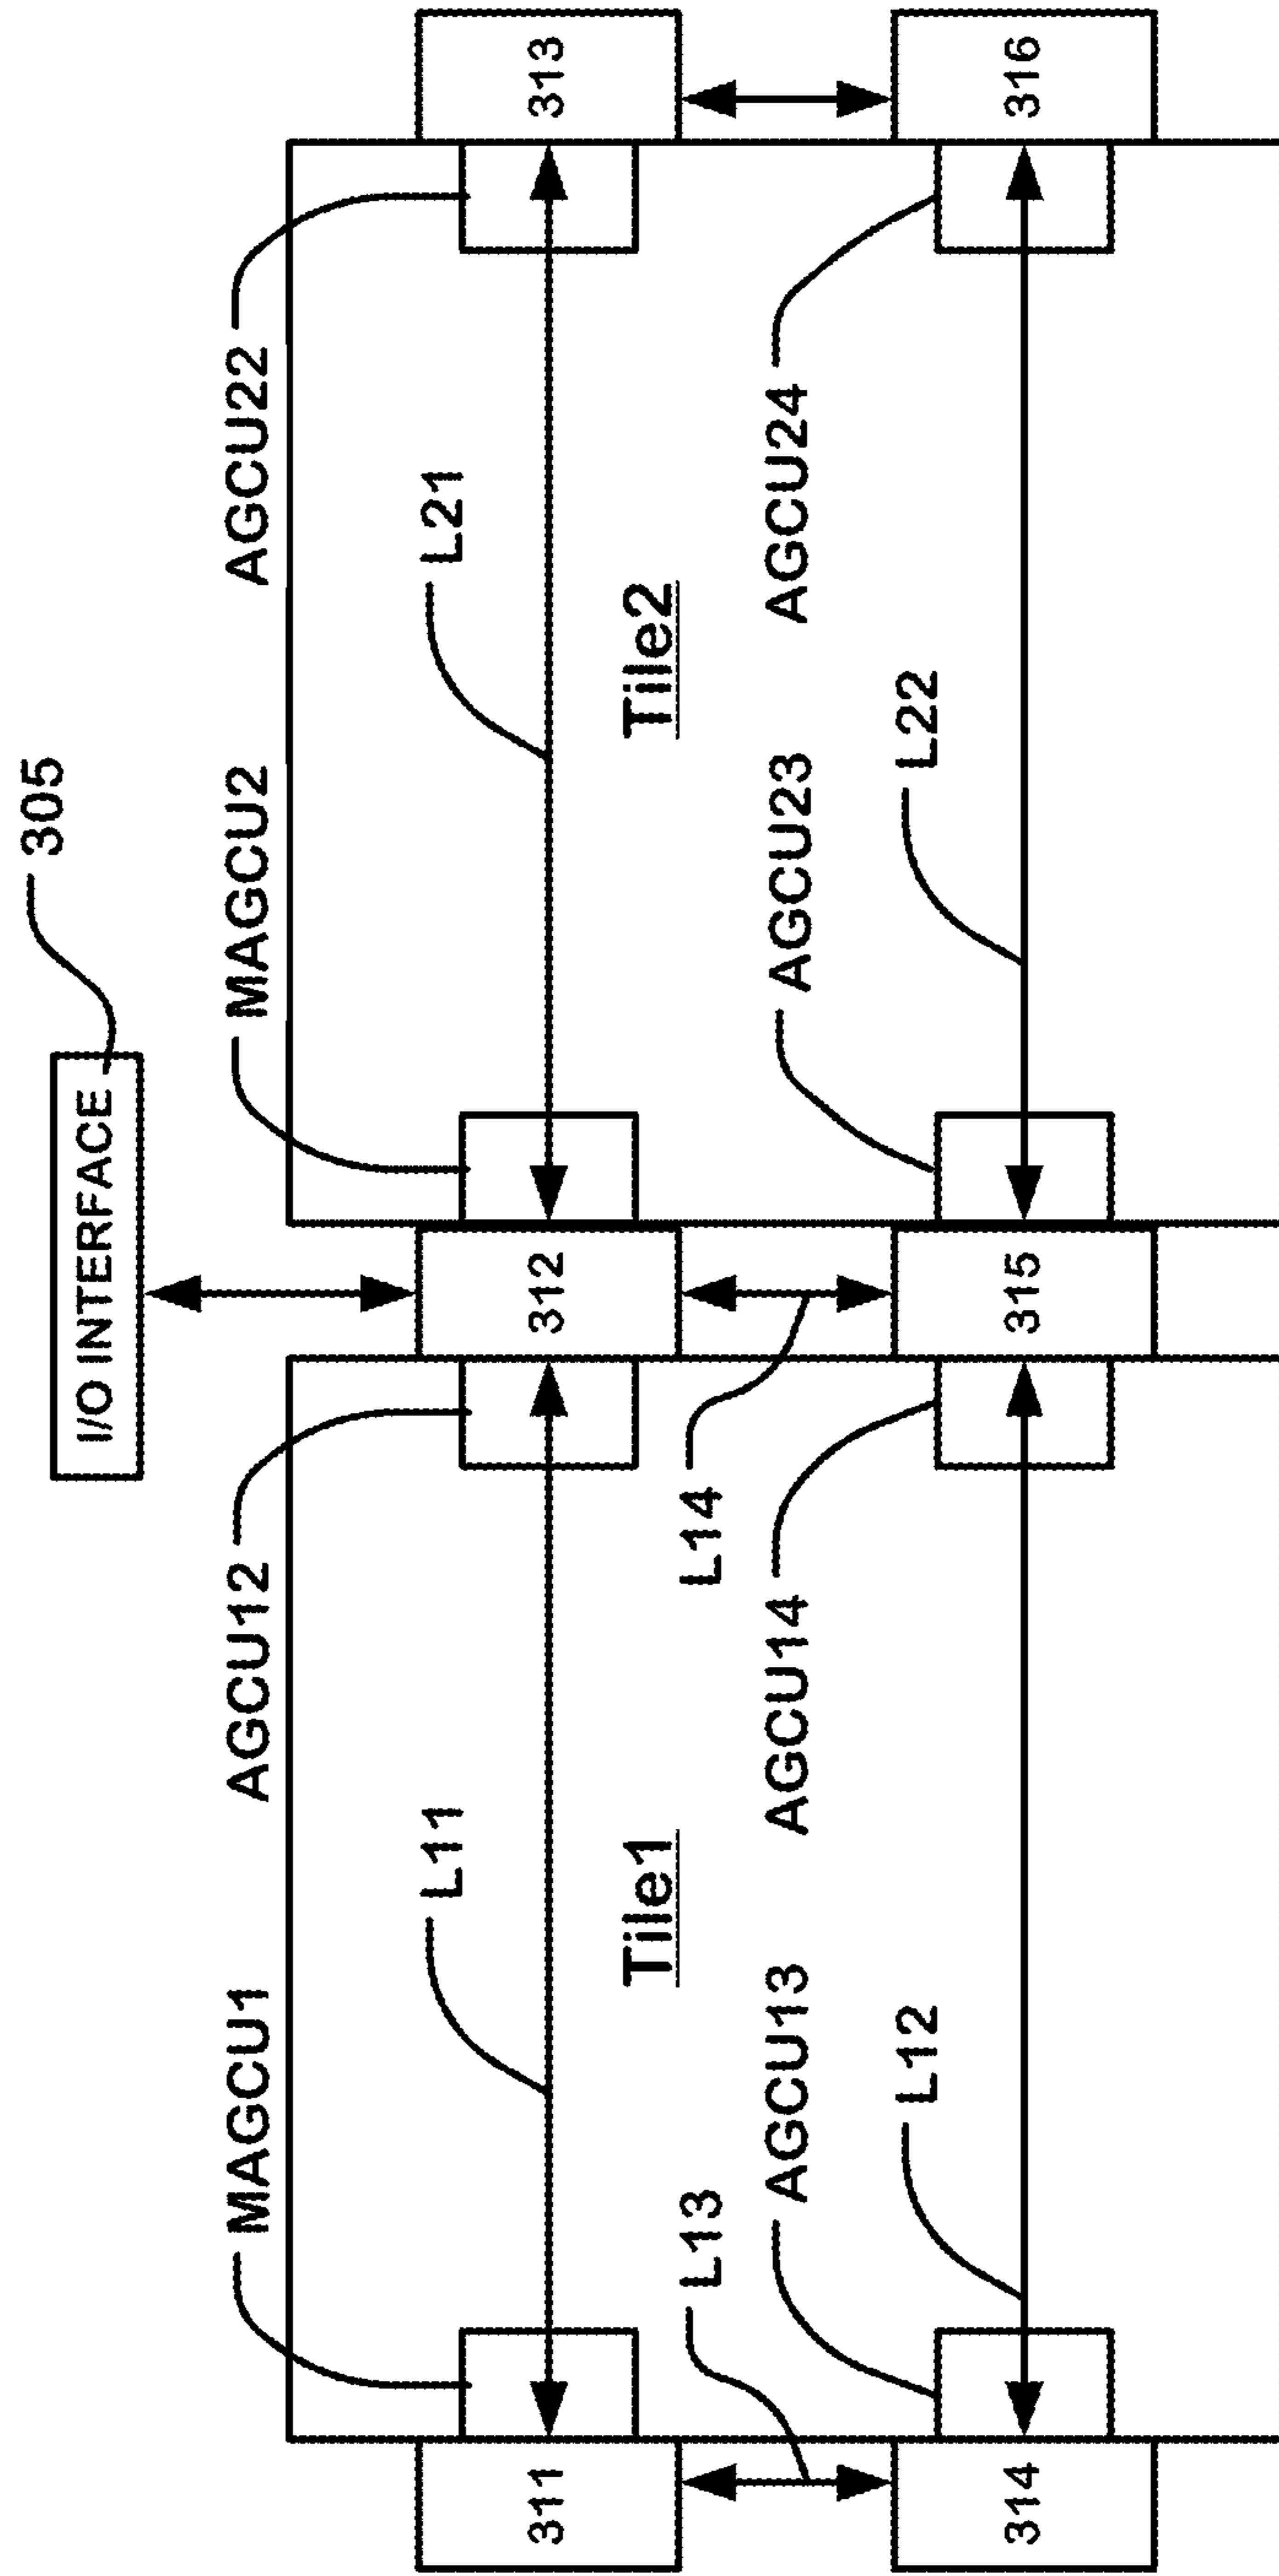 305
I/O INTERFACE
MAGCU1
AGCU12
MAGCU2
AGCU22
L11
L21
311
312
313
Tile1
Tile2
L13
L14
AGCU13
AGCU14
AGCU23
AGCU24
L12
L22
314
315
316